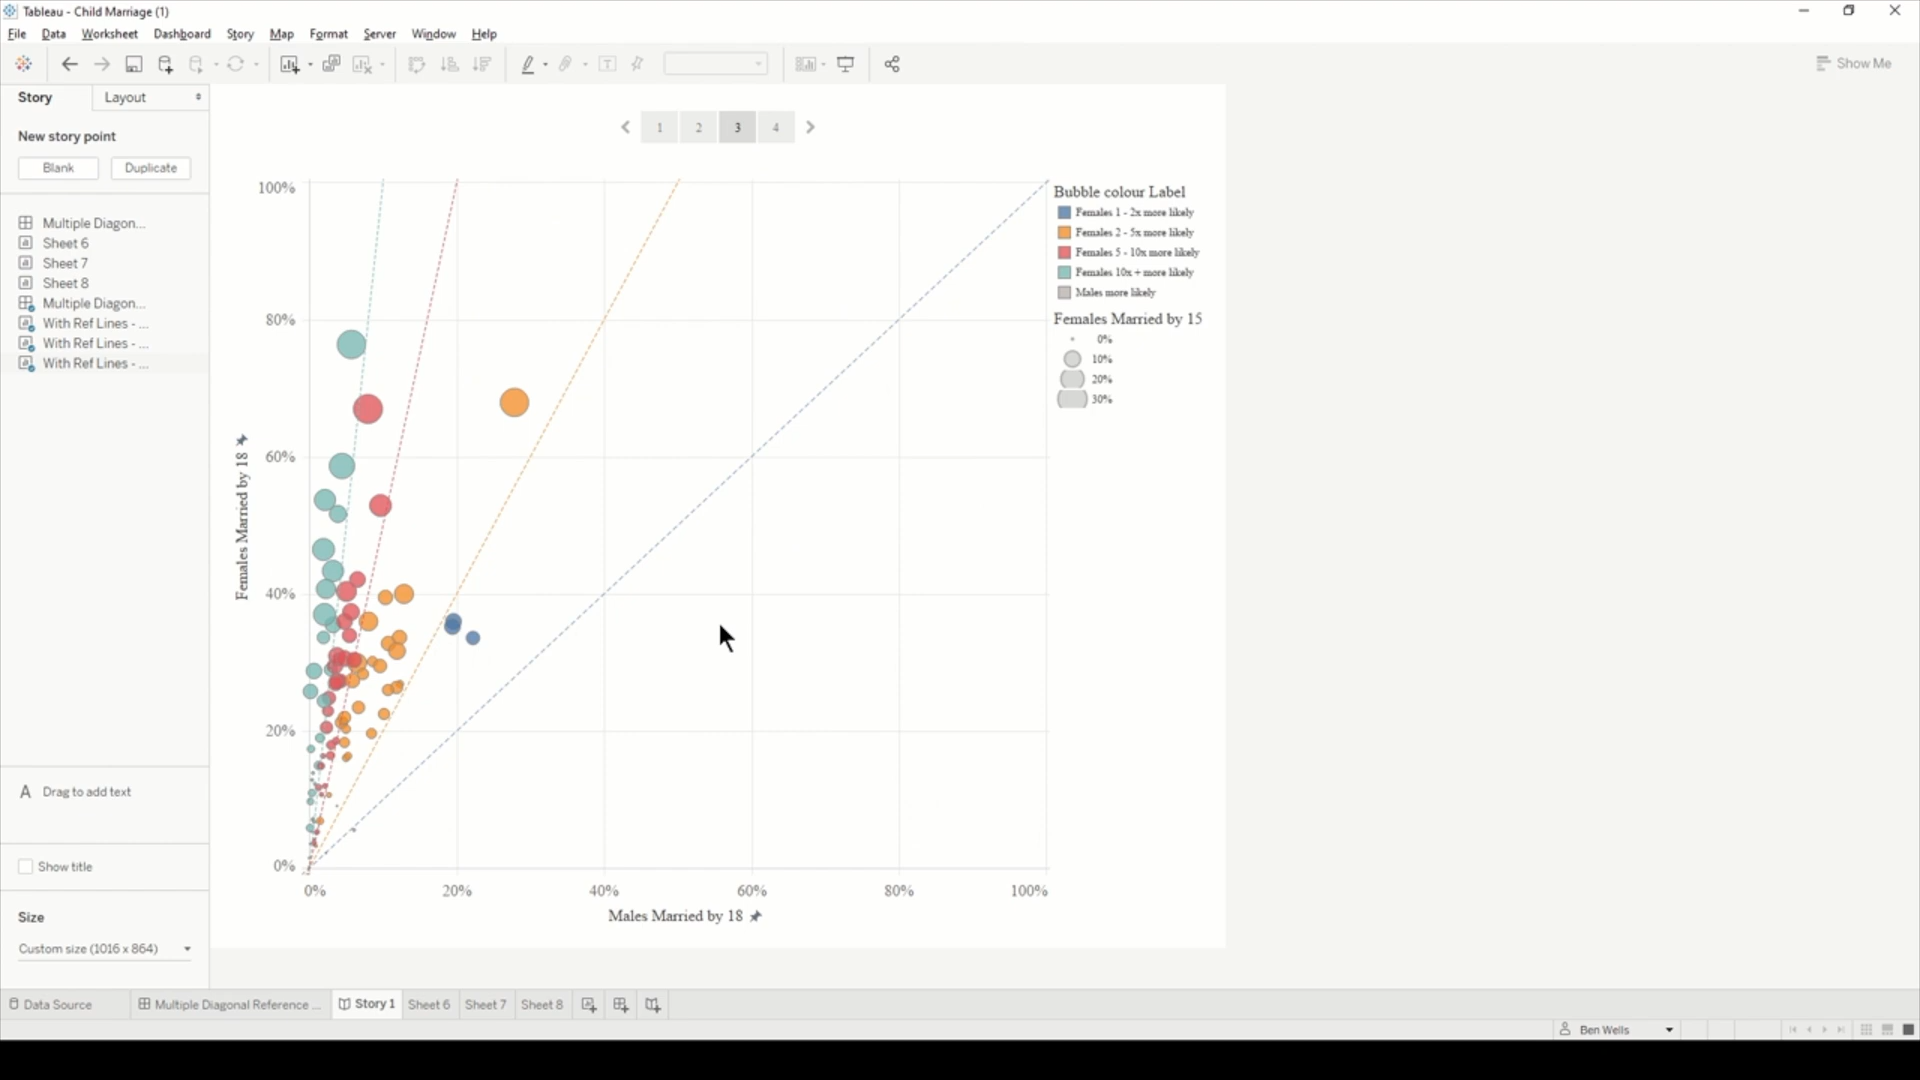 Tableau - Child Marriage (1)
File Data Worksheet Dashboard Story Map Format Server Window Help
Show Me
Story Layout
New story point
Blank Duplicate
Multiple Diagon...
Sheet 6
Sheet 7
Sheet 8
Multiple Diagon...
With Ref Lines - ...
With Ref Lines - ...
With Ref Lines - ...
A Drag to add text
Show title
Size
Custom size (1016 x 864)
1 2 3 4
100%
80%
60%
40%
20%
0%
Females Married by 18
0% 20% 40% 60% 80% 100%
Males Married by 18
Bubble colour Label
Females 1 - 2x more likely
Females 2 - 5x more likely
Females 5 - 10x more likely
Females 10x + more likely
Males more likely
Females Married by 15
0%
10%
20%
30%
Data Source Multiple Diagonal Reference ... Story 1 Sheet 6 Sheet 7 Sheet 8
Ben Wells